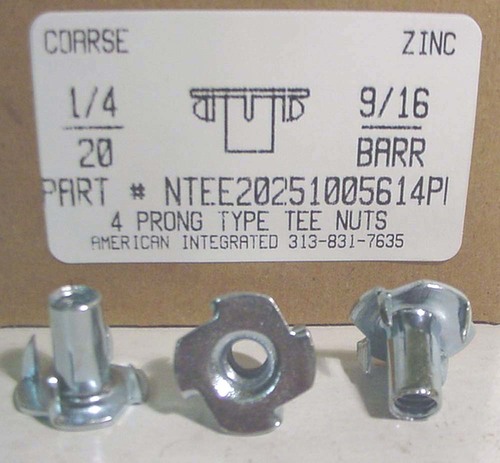 COARSE ZINC
1/4 9/16
20 BARR
PART # NTEE20251005614PI
4 PRONG TYPE TEE NUTS
AMERICAN INTEGRATED 313-831-7635